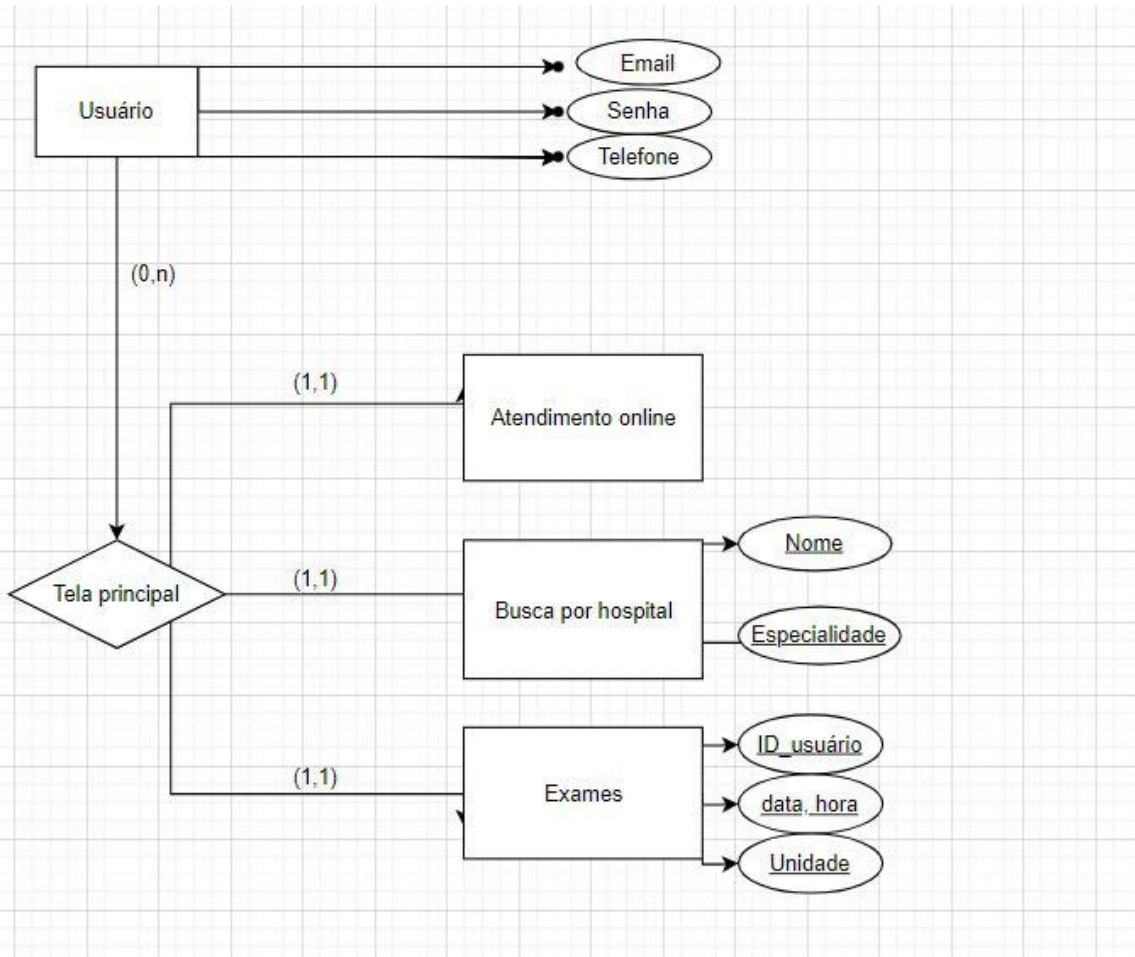 Email
Usuário
Senha
Telefone
(0,n)
(1,1)
Atendimento online
Nome
Tela principal
(1,1)
Busca por hospital
Especialidade
ID_usuário
(1,1)
Exames
data, hora
Unidade